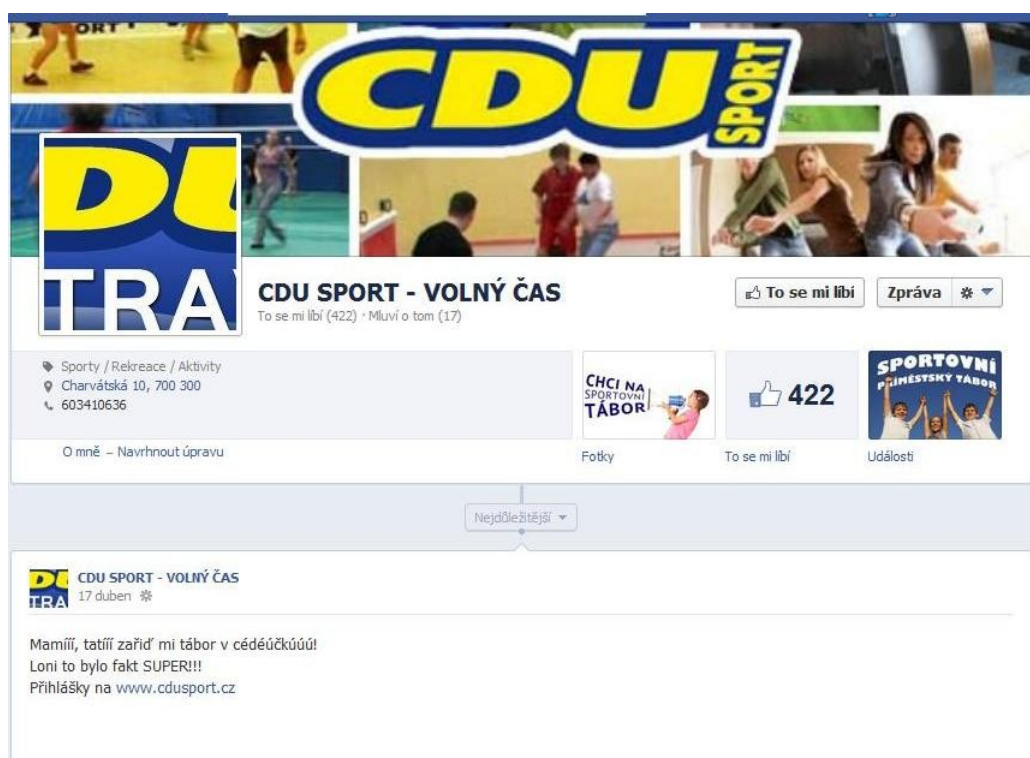 ORT
CDU
SPORT
DU
TRA
CDU SPORT - VOLNÝ ČAS
To se mi líbí (422) · Mluví o tom (17)
To se mi líbí
Zpráva
Sporty / Rekreace / Aktivity
Charvátská 10, 700 300
603410636
O mně – Navrhnout úpravu
CHCI NA
SPORTOVNÍ
TÁBOR
Fotky
422
To se mi líbí
SPORTOVNÍ
PŘÍMĚSTSKÝ TÁBOR
Události
Nejdůležitější
DU
TRA
CDU SPORT - VOLNÝ ČAS
17 duben
Mamííí, tatííí zařiď mi tábor v cédéúčkúúú!
Loni to bylo fakt SUPER!!!
Přihlášky na www.cdusport.cz